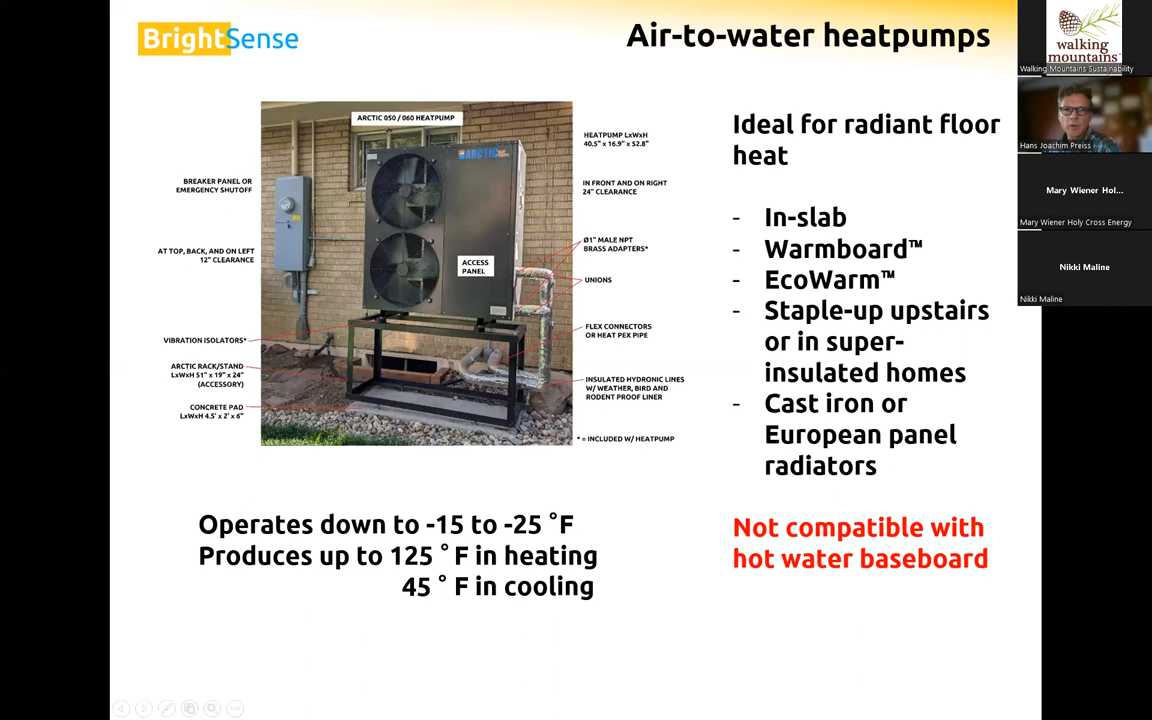 BrightSense
Air-to-water heatpumps
ARCTIC 050 / 060 HEATPUMP
ARCTIC
BREAKER PANEL OR
EMERGENCY SHUTOFF
AT TOP, BACK, AND ON LEFT
12" CLEARANCE
VIBRATION ISOLATORS*
ARCTIC RACK/STAND
LxWxH 51" x 19" x 24"
(ACCESSORY)
CONCRETE PAD
LxWxH 4.5' x 2' x 6"
ACCESS
PANEL
HEATPUMP LxWxH
40.5" x 16.9" x 52.8"
IN FRONT AND ON RIGHT
24" CLEARANCE
Ø1" MALE NPT
BRASS ADAPTERS*
UNIONS
FLEX CONNECTORS
OR HEAT PEX PIPE
INSULATED HYDRONIC LINES
W/ WEATHER, BIRD AND
RODENT PROOF LINER
* = INCLUDED W/ HEATPUMP
Operates down to -15 to -25 °F
Produces up to 125 ° F in heating
45 ° F in cooling
Ideal for radiant floor
heat
- In-slab
- Warmboard™
- EcoWarm™
- Staple-up upstairs
or in super-
insulated homes
- Cast iron or
European panel
radiators
Not compatible with
hot water baseboard
walking
mountains
Walking Mountains Sustainability
Hans Joachim Preiss
Mary Wiener Hol...
Mary Wiener Holy Cross Energy
Nikki Maline
Nikki Maline